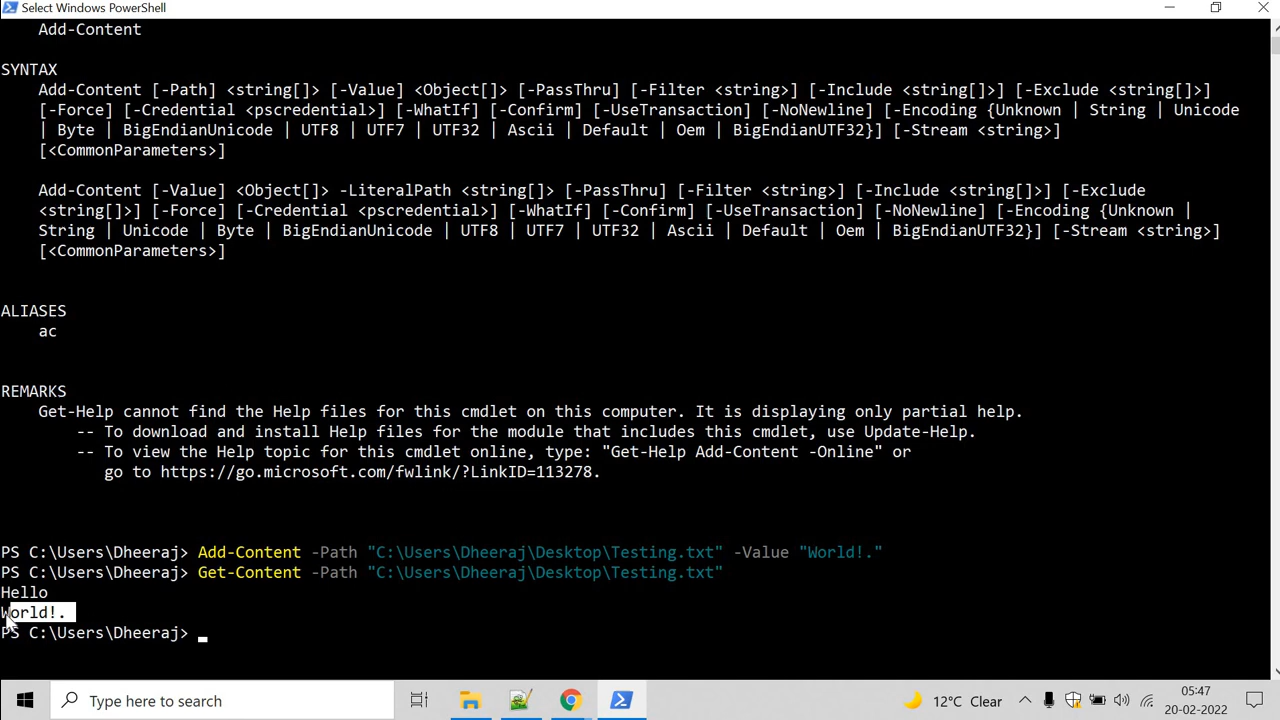 Select Windows PowerShell
Add-Content
SYNTAX
Add-Content [-Path] <string[]> [-Value] <Object[]> [-PassThru] [-Filter <string>] [-Include <string[]>] [-Exclude <string[]>]
[-Force] [-Credential <pscredential>] [-WhatIf] [-Confirm] [-UseTransaction] [-NoNewline] [-Encoding {Unknown | String | Unicode
| Byte | BigEndianUnicode | UTF8 | UTF7 | UTF32 | Ascii | Default | Oem | BigEndianUTF32}] [-Stream <string>]
[<CommonParameters>]
Add-Content [-Value] <Object[]> -LiteralPath <string[]> [-PassThru] [-Filter <string>] [-Include <string[]>] [-Exclude
<string[]>] [-Force] [-Credential <pscredential>] [-WhatIf] [-Confirm] [-UseTransaction] [-NoNewline] [-Encoding {Unknown |
String | Unicode | Byte | BigEndianUnicode | UTF8 | UTF7 | UTF32 | Ascii | Default | Oem | BigEndianUTF32}] [-Stream <string>]
[<CommonParameters>]
ALIASES
ac
REMARKS
Get-Help cannot find the Help files for this cmdlet on this computer. It is displaying only partial help.
-- To download and install Help files for the module that includes this cmdlet, use Update-Help.
-- To view the Help topic for this cmdlet online, type: "Get-Help Add-Content -Online" or
go to https://go.microsoft.com/fwlink/?LinkID=113278.
PS C:\Users\Dheeraj> Add-Content -Path "C:\Users\Dheeraj\Desktop\Testing.txt" -Value "World!."
PS C:\Users\Dheeraj> Get-Content -Path "C:\Users\Dheeraj\Desktop\Testing.txt"
Hello
World!.
PS C:\Users\Dheeraj>
Type here to search
12°C Clear
05:47
20-02-2022